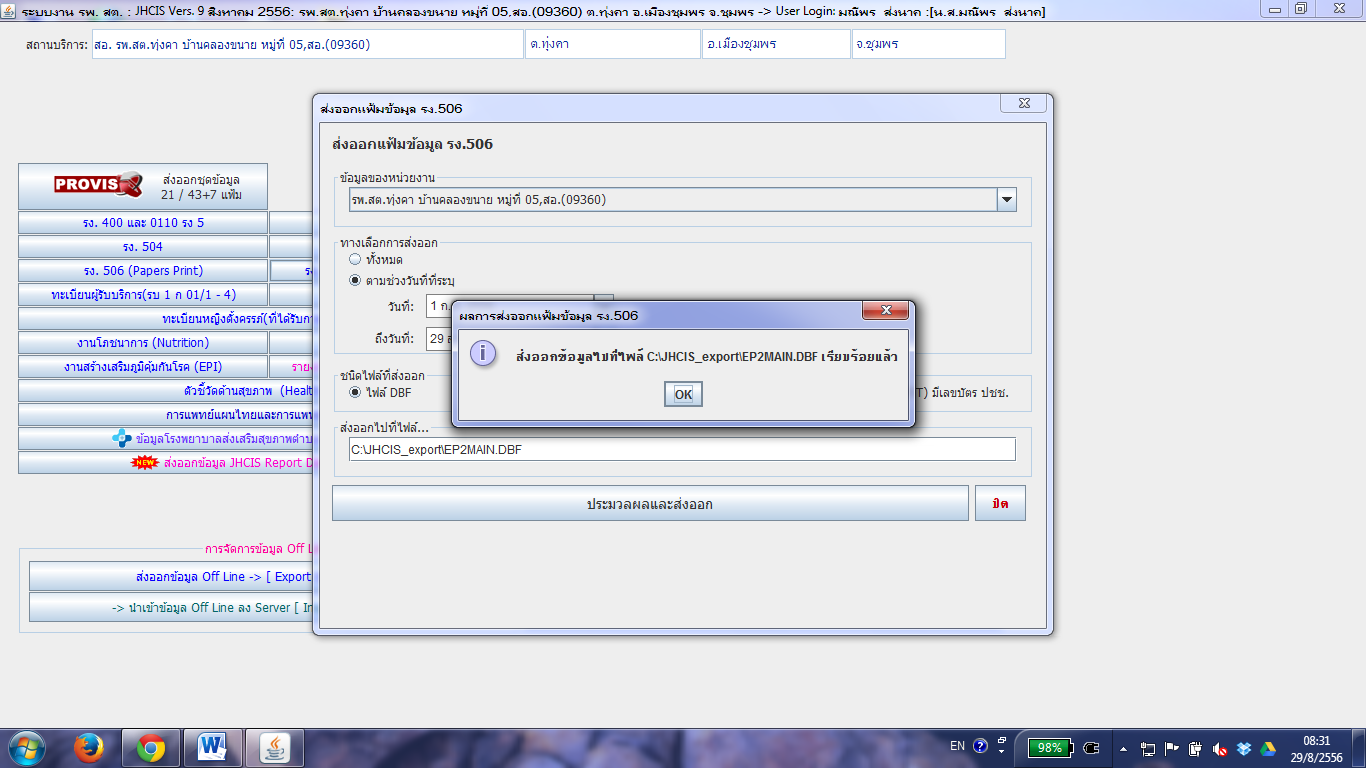 ระบบงาน รพ. สต. : JHCIS Vers. 9 สิงหาคม 2556: รพ.สต.ทุ่งคา บ้านคลองขนาย หมู่ที่ 05,สอ.(09360) ต.ทุ่งคา อ.เมืองชุมพร จ.ชุมพร -> User Login: มณีพร ส่งนาค :[น.ส.มณีพร ส่งนาค]
สถานบริการ: สอ. รพ.สต.ทุ่งคา บ้านคลองขนาย หมู่ที่ 05,สอ.(09360) ต.ทุ่งคา อ.เมืองชุมพร จ.ชุมพร
ส่งออกแฟ้มข้อมูล รง.506
ส่งออกแฟ้มข้อมูล รง.506
ข้อมูลของหน่วยงาน
รพ.สต.ทุ่งคา บ้านคลองขนาย หมู่ที่ 05,สอ.(09360)
ทางเลือกการส่งออก
ทั้งหมด
ตามช่วงวันที่ที่ระบุ
วันที่: 1 ก.
ถึงวันที่: 29 ส
ผลการส่งออกแฟ้มข้อมูล รง.506
ส่งออกข้อมูลไปที่ไฟล์ C:\JHCIS_export\EP2MAIN.DBF เรียบร้อยแล้ว
OK
ชนิดไฟล์ที่ส่งออก
ไฟล์ DBF
T) มีเลขบัตร ปชช.
ส่งออกไปที่ไฟล์...
C:\JHCIS_export\EP2MAIN.DBF
ประมวลผลและส่งออก
ปิด
PROVIS
ส่งออกชุดข้อมูล
21 / 43+7 แฟ้ม
รง. 400 และ 0110 รง 5
รง. 504
รง. 506 (Papers Print)
ทะเบียนผู้รับบริการ(รบ 1 ก 01/1 - 4)
ทะเบียนหญิงตั้งครรภ์(ที่ได้รับกา
งานโภชนาการ (Nutrition)
งานสร้างเสริมภูมิคุ้มกันโรค (EPI) รายง
ตัวชี้วัดด้านสุขภาพ (Healt
การแพทย์แผนไทยและการแพท
ข้อมูลโรงพยาบาลส่งเสริมสุขภาพตำบ
NEW ส่งออกข้อมูล JHCIS Report D
การจัดการข้อมูล Off L
ส่งออกข้อมูล Off Line -> [ Export
-> นำเข้าข้อมูล Off Line ลง Server [ In
EN
98%
08:31
29/8/2556